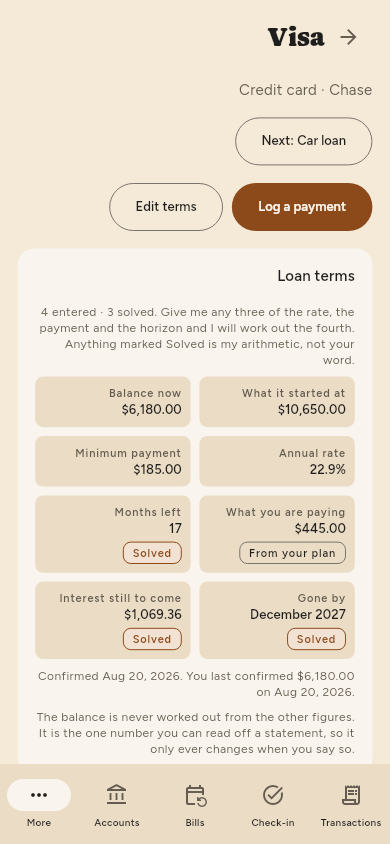 Visa
Credit card · Chase
Next: Car loan
Log a payment
Edit terms
Loan terms
4 entered · 3 solved. Give me any three of the rate, the
payment and the horizon and I will work out the fourth.
Anything marked Solved is my arithmetic, not your
word.
What it started at
$10,650.00
Balance now
$6,180.00
Annual rate
22.9%
Minimum payment
$185.00
What you are paying
$445.00
From your plan
Months left
17
Solved
Gone by
December 2027
Solved
Interest still to come
$1,069.36
Solved
Confirmed Aug 20, 2026. You last confirmed $6,180.00
on Aug 20, 2026.
The balance is never worked out from the other figures.
It is the one number you can read off a statement, so it
only ever changes when you say so.
Transactions
Check-in
Bills
Accounts
More